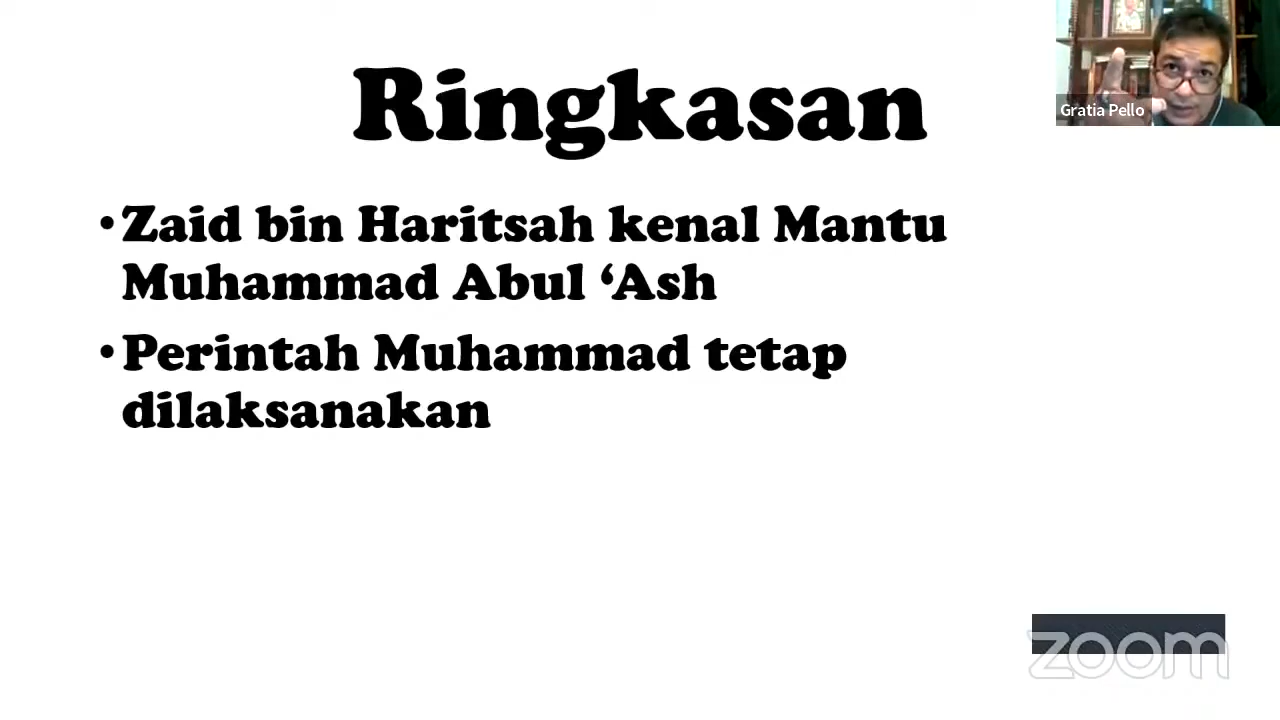 Ringkasan
Gratia Pello
•Zaid bin Haritsah kenal Mantu
Muhammad Abul ‘Ash
•Perintah Muhammad tetap
dilaksanakan
zoom